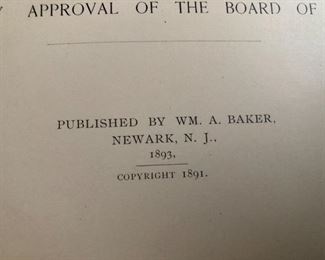 APPROVAL OF THE BOARD OF
PUBLISHED BY WM. A. BAKER,
NEWARK, N. J.,
1893,
COPYRIGHT 1891.